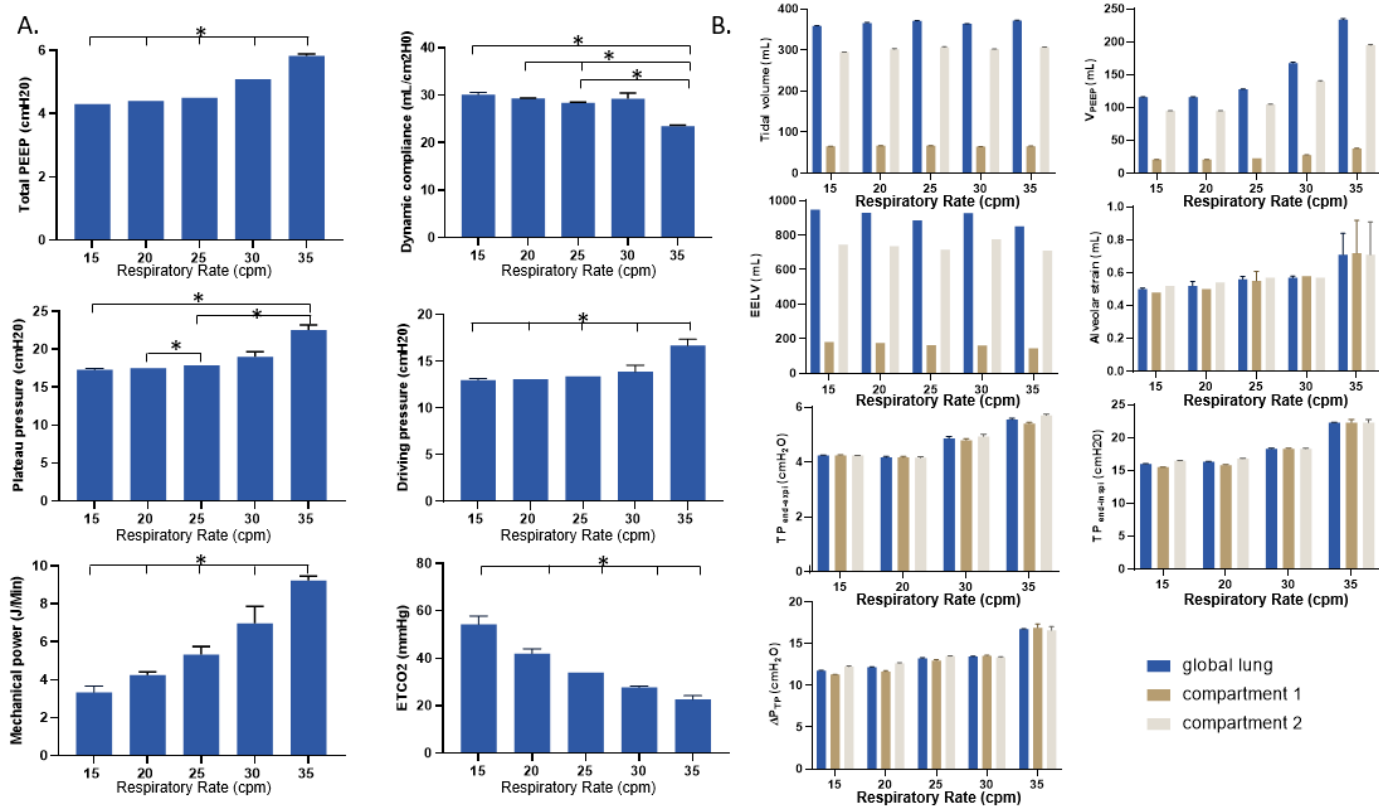 A.
Total PEEP (cmH20)
6
4
2
0
*
15 20 25 30 35
Respiratory Rate (cpm)
Dynamic compliance (mL/cm2H0)
40
30
20
10
0
*
*
*
15 20 25 30 35
Respiratory Rate (cpm)
Plateau pressure (cmH20)
25
20
15
10
5
0
*
*
*
15 20 25 30 35
Respiratory Rate (cpm)
Driving pressure (cmH20)
20
15
10
5
0
*
15 20 25 30 35
Respiratory Rate (cpm)
Mechanical power (J/Min)
10
8
6
4
2
0
*
15 20 25 30 35
Respiratory Rate (cpm)
ETCO2 (mmHg)
80
60
40
20
0
*
15 20 25 30 35
Respiratory Rate (cpm)
B.
Tidal volume (mL)
400
300
200
100
0
15 20 25 30 35
Respiratory Rate (cpm)
VPEEP (mL)
250
200
150
100
50
0
15 20 25 30 35
Respiratory Rate (cpm)
EELV (mL)
1000
800
600
400
200
0
15 20 25 30 35
Respiratory Rate (cpm)
Alveolar strain (mL)
1.0
0.8
0.6
0.4
0.2
0.0
15 20 25 30 35
Respiratory Rate (cpm)
TP end-expi (cmH2O)
6
4
2
0
15 20 30 35
Respiratory Rate (cpm)
TP end-inspi (cmH20)
25
20
15
10
5
0
15 20 30 35
Respiratory Rate (cpm)
ΔPTP (cmH2O)
20
15
10
5
0
15 20 25 30 35
Respiratory Rate (cpm)
global lung
compartment 1
compartment 2